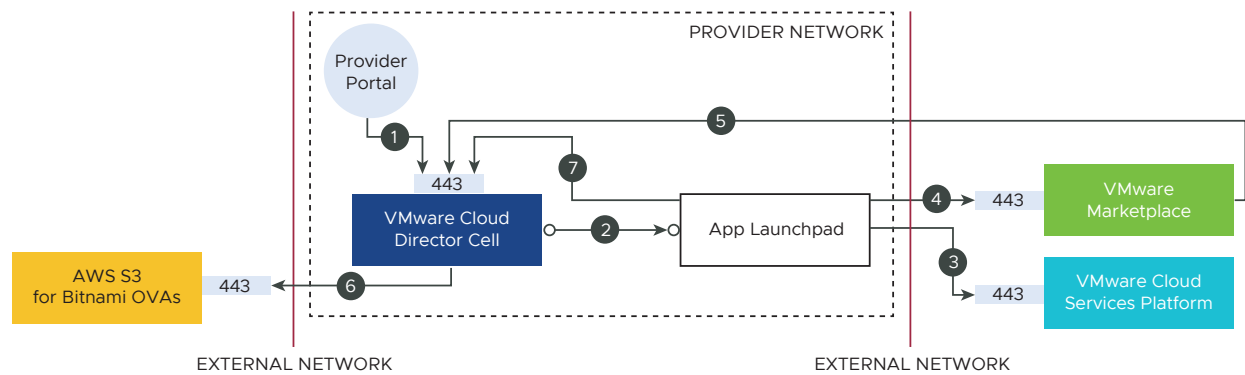 PROVIDER NETWORK
Provider
Portal
1
5
7
443
VMware Cloud
Director Cell
2
App Launchpad
4
443
VMware
Marketplace
3
AWS S3
for Bitnami OVAs
443
6
443
VMware Cloud
Services Platform
EXTERNAL NETWORK
EXTERNAL NETWORK